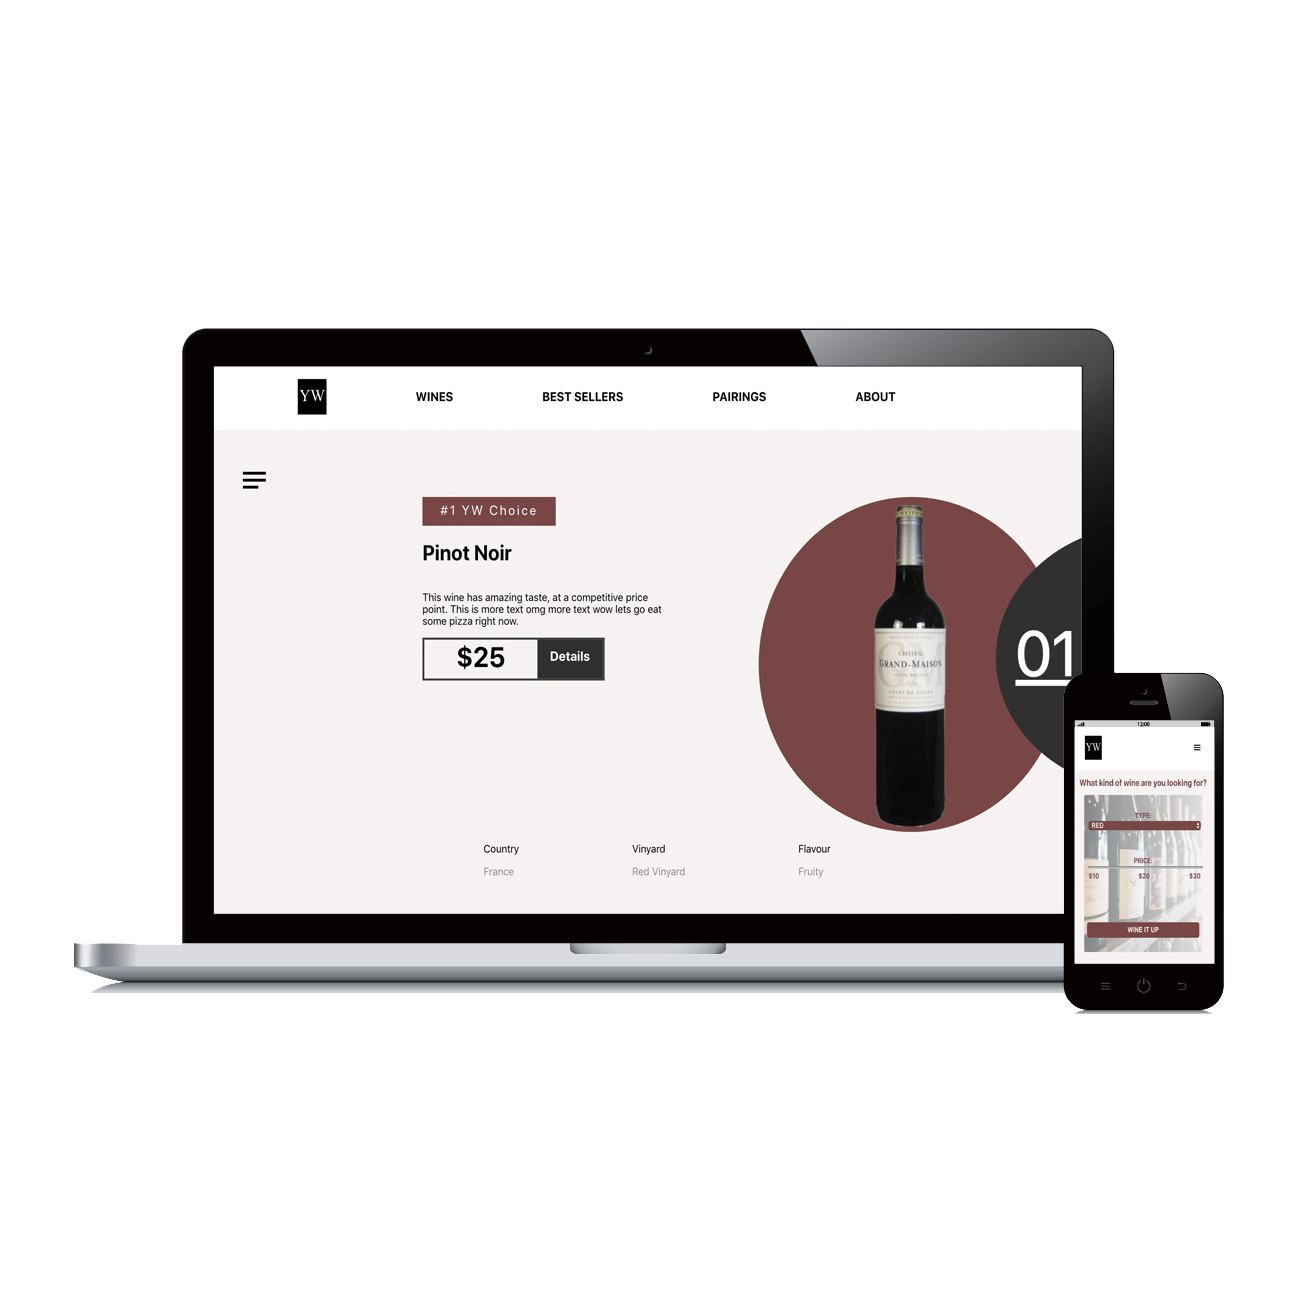 YW
WINES
BEST SELLERS
PAIRINGS
ABOUT
#1 YW Choice
Pinot Noir
This wine has amazing taste, at a competitive price
point. This is more text omg more text wow lets go eat
some pizza right now.
$25
Details
CHATEAU
GRAND-MAISON
CÔTES DE BOURG
01
Country
Vinyard
Flavour
France
Red Vinyard
Fruity
12:00
YW
What kind of wine are you looking for?
TYPE:
RED
PRICE:
$10
$20
$30
WINE IT UP